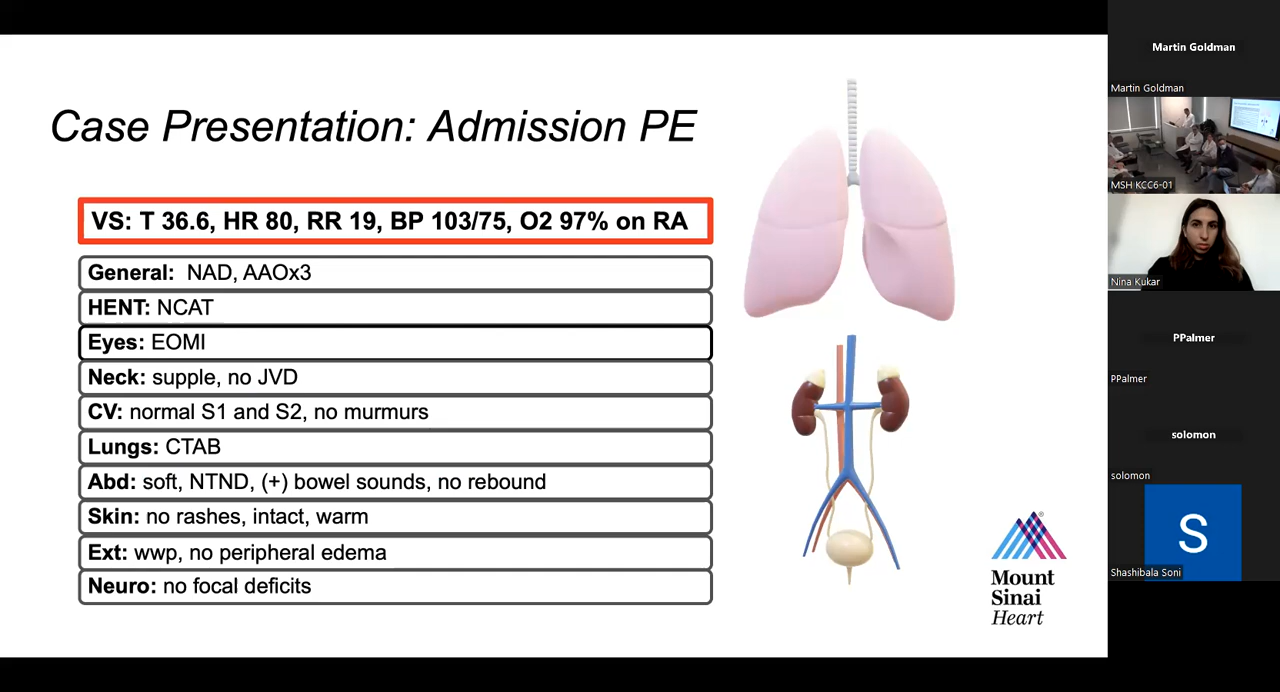 Case Presentation: Admission PE
VS: T 36.6, HR 80, RR 19, BP 103/75, O2 97% on RA
General: NAD, AAOx3
HENT: NCAT
Eyes: EOMI
Neck: supple, no JVD
CV: normal S1 and S2, no murmurs
Lungs: CTAB
Abd: soft, NTND, (+) bowel sounds, no rebound
Skin: no rashes, intact, warm
Ext: wwp, no peripheral edema
Neuro: no focal deficits
®
Mount
Sinai
Heart
Martin Goldman
Martin Goldman
MSH KCC6-01
Nina Kukar
PPalmer
PPalmer
solomon
solomon
S
Shashibala Soni